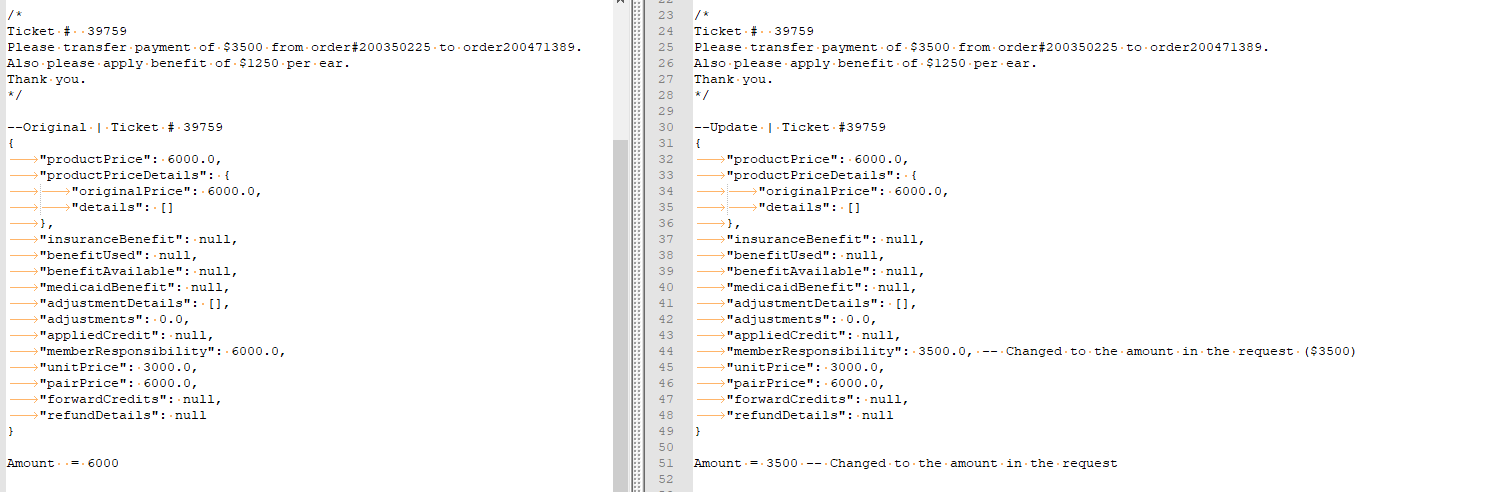 /*
Ticket #  39759
Please transfer payment of $3500 from order#200350225 to order200471389.
Also please apply benefit of $1250 per ear.
Thank you.
*/
--Original | Ticket # 39759
{
"productPrice": 6000.0,
"productPriceDetails": {
"originalPrice": 6000.0,
"details": []
},
"insuranceBenefit": null,
"benefitUsed": null,
"benefitAvailable": null,
"medicaidBenefit": null,
"adjustmentDetails": [],
"adjustments": 0.0,
"appliedCredit": null,
"memberResponsibility": 6000.0,
"unitPrice": 3000.0,
"pairPrice": 6000.0,
"forwardCredits": null,
"refundDetails": null
}
Amount  = 6000
23 /*
24 Ticket #  39759
25 Please transfer payment of $3500 from order#200350225 to order200471389.
26 Also please apply benefit of $1250 per ear.
27 Thank you.
28 */
29
30 --Update | Ticket #39759
31 {
32 "productPrice": 6000.0,
33 "productPriceDetails": {
34 "originalPrice": 6000.0,
35 "details": []
36 },
37 "insuranceBenefit": null,
38 "benefitUsed": null,
39 "benefitAvailable": null,
40 "medicaidBenefit": null,
41 "adjustmentDetails": [],
42 "adjustments": 0.0,
43 "appliedCredit": null,
44 "memberResponsibility": 3500.0, -- Changed to the amount in the request ($3500)
45 "unitPrice": 3000.0,
46 "pairPrice": 6000.0,
47 "forwardCredits": null,
48 "refundDetails": null
49 }
50
51 Amount = 3500 -- Changed to the amount in the request
52